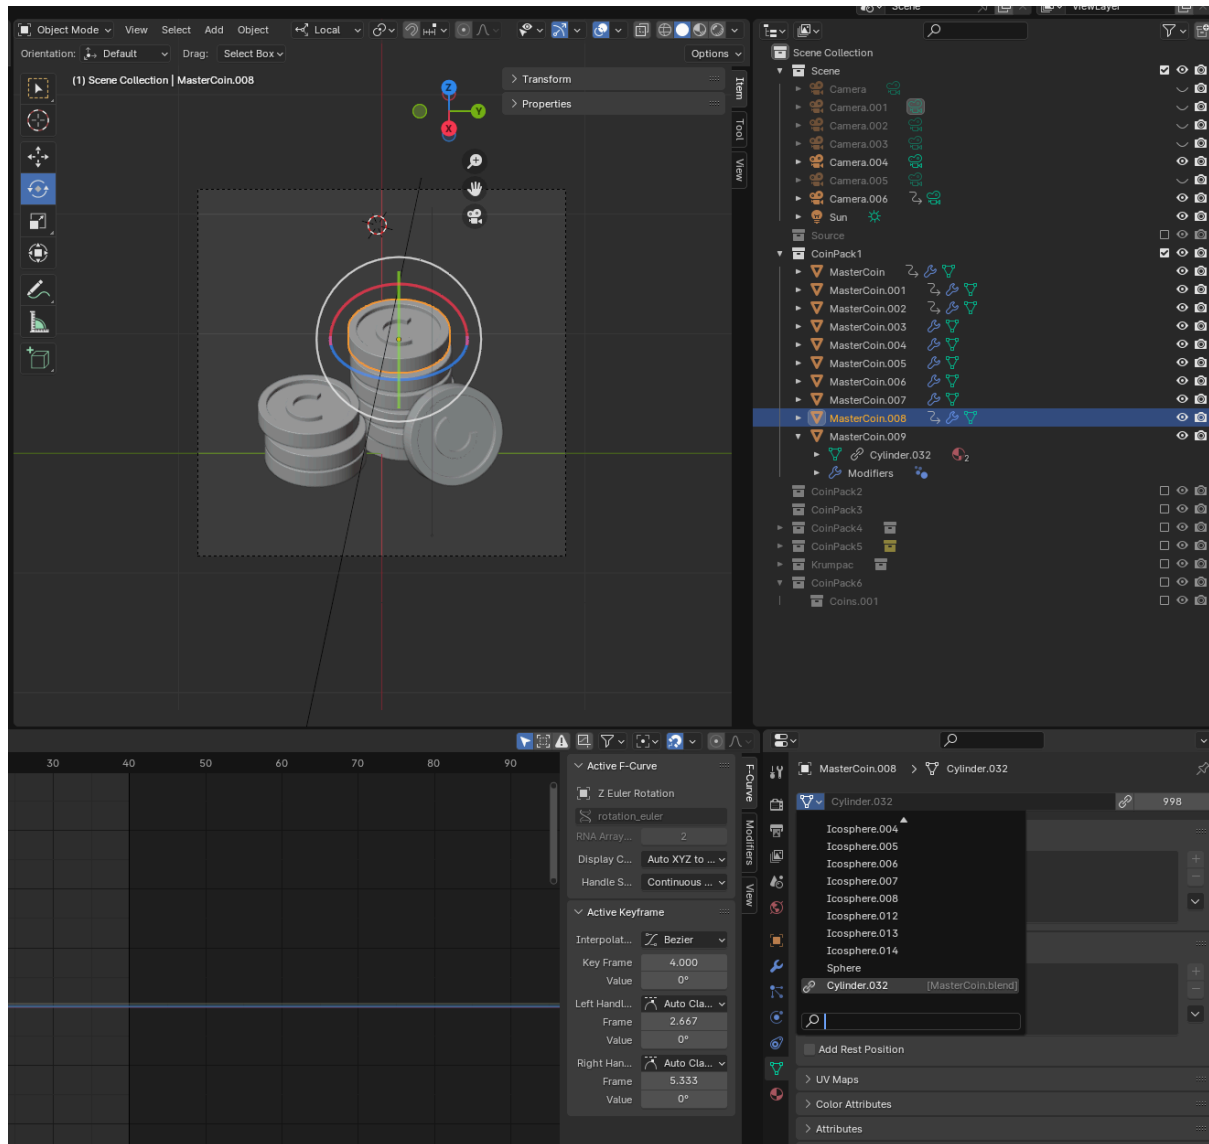 Scene
ViewLayer
Object Mode
View
Select
Add
Object
Local
Orientation:
Default
Drag:
Select Box
Options
(1) Scene Collection | MasterCoin.008
Transform
Properties
Item
Tool
View
Z
Y
X
Scene Collection
Scene
Camera
Camera.001
Camera.002
Camera.003
Camera.004
Camera.005
Camera.006
Sun
Source
CoinPack1
MasterCoin
MasterCoin.001
MasterCoin.002
MasterCoin.003
MasterCoin.004
MasterCoin.005
MasterCoin.006
MasterCoin.007
MasterCoin.008
MasterCoin.009
Cylinder.032
2
Modifiers
CoinPack2
CoinPack3
CoinPack4
CoinPack5
Krumpac
CoinPack6
Coins.001
30 40 50 60 70 80 90
Active F-Curve
Z Euler Rotation
rotation_euler
RNA Array... 2
Display C... Auto XYZ to ...
Handle S... Continuous ...
Active Keyframe
Interpolat... Bezier
Key Frame 4.000
Value 0°
Left Handl... Auto Cla...
Frame 2.667
Value 0°
Right Han... Auto Cla...
Frame 5.333
Value 0°
F-Curve
Modifiers
View
MasterCoin.008 > Cylinder.032
Cylinder.032 998
Icosphere.004
Icosphere.005
Icosphere.006
Icosphere.007
Icosphere.008
Icosphere.012
Icosphere.013
Icosphere.014
Sphere
Cylinder.032 [MasterCoin.blend]
Add Rest Position
UV Maps
Color Attributes
Attributes